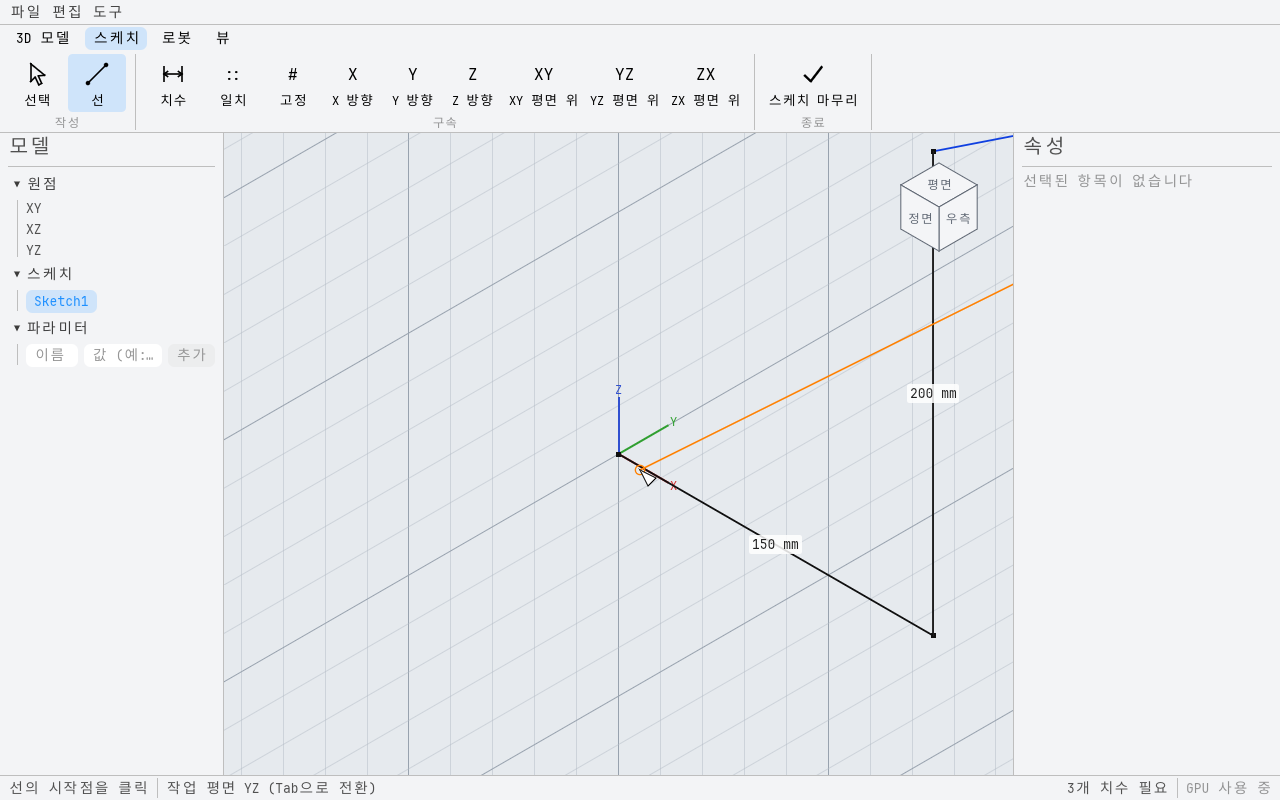 파일 편집 도구
3D 모델 스케치 로봇 뷰
:: # X Y Z XY YZ ZX
선택 선 치수 일치 고정 X 방향 Y 방향 Z 방향 XY 평면 위 YZ 평면 위 ZX 평면 위 스케치 마무리
작성 구속 종료
모델
▼ 원점
XY
XZ
YZ
▼ 스케치
Sketch1
▼ 파라미터
이름 값 (예:… 추가
평면
정면 우측
Z
Y
X
200 mm
150 mm
속성
선택된 항목이 없습니다
선의 시작점을 클릭 작업 평면 YZ (Tab으로 전환) 3개 치수 필요 GPU 사용 중